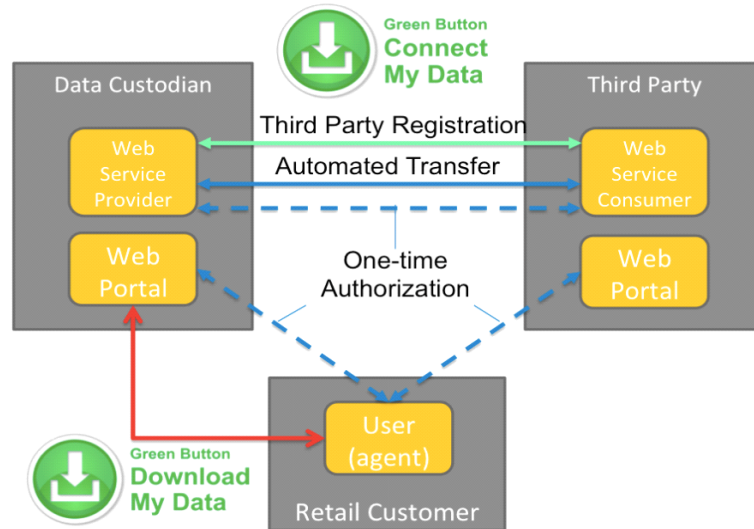 Green Button
Connect
My Data
Data Custodian
Third Party
Third Party Registration
Web
Service
Provider
Web
Service
Consumer
Automated Transfer
One-time
Authorization
Web
Portal
Web
Portal
User
(agent)
Green Button
Download
My Data
Retail Customer